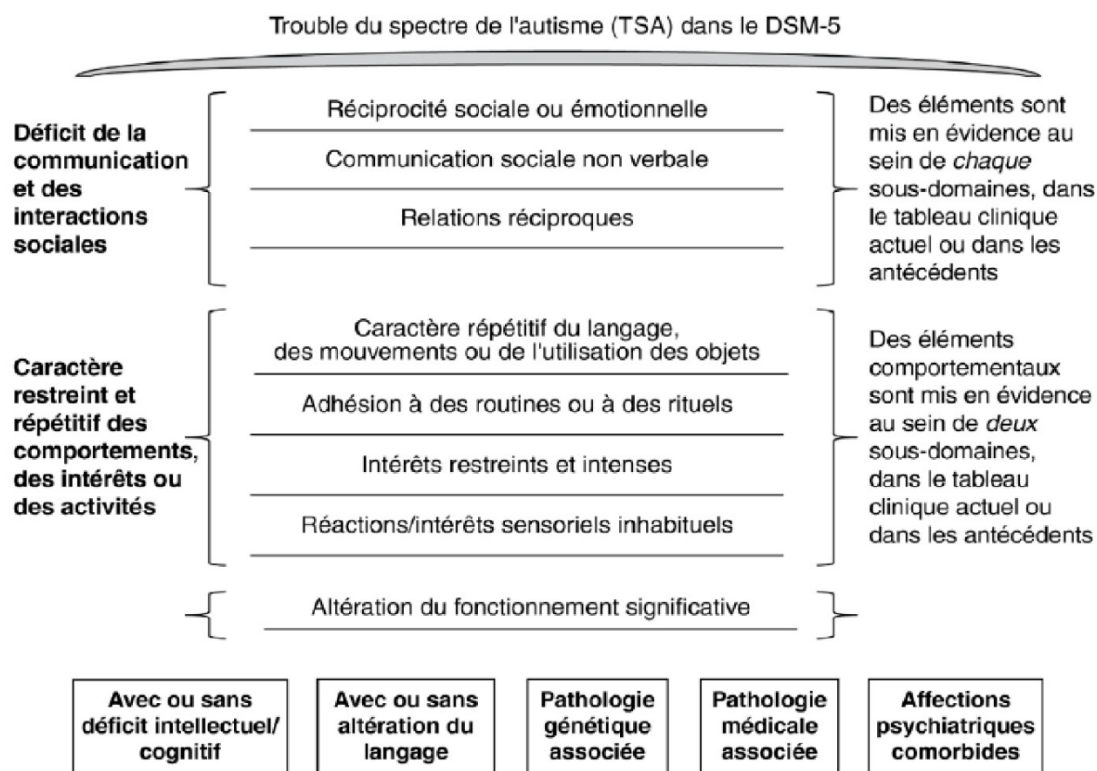 Trouble du spectre de l'autisme (TSA) dans le DSM-5
Déficit de la
communication
et des
interactions
sociales
Réciprocité sociale ou émotionnelle
Communication sociale non verbale
Relations réciproques
Des éléments sont
mis en évidence au
sein de chaque
sous-domaines, dans
le tableau clinique
actuel ou dans les
antécédents
Caractère
restreint et
répétitif des
comportements,
des intérêts ou
des activités
Caractère répétitif du langage,
des mouvements ou de l'utilisation des objets
Adhésion à des routines ou à des rituels
Intérêts restreints et intenses
Réactions/intérêts sensoriels inhabituels
Des éléments
comportementaux
sont mis en évidence
au sein de deux
sous-domaines,
dans le tableau
clinique actuel ou
dans les antécédents
Altération du fonctionnement significative
Avec ou sans
déficit intellectuel/
cognitif
Avec ou sans
altération du
langage
Pathologie
génétique
associée
Pathologie
médicale
associée
Affections
psychiatriques
comorbides